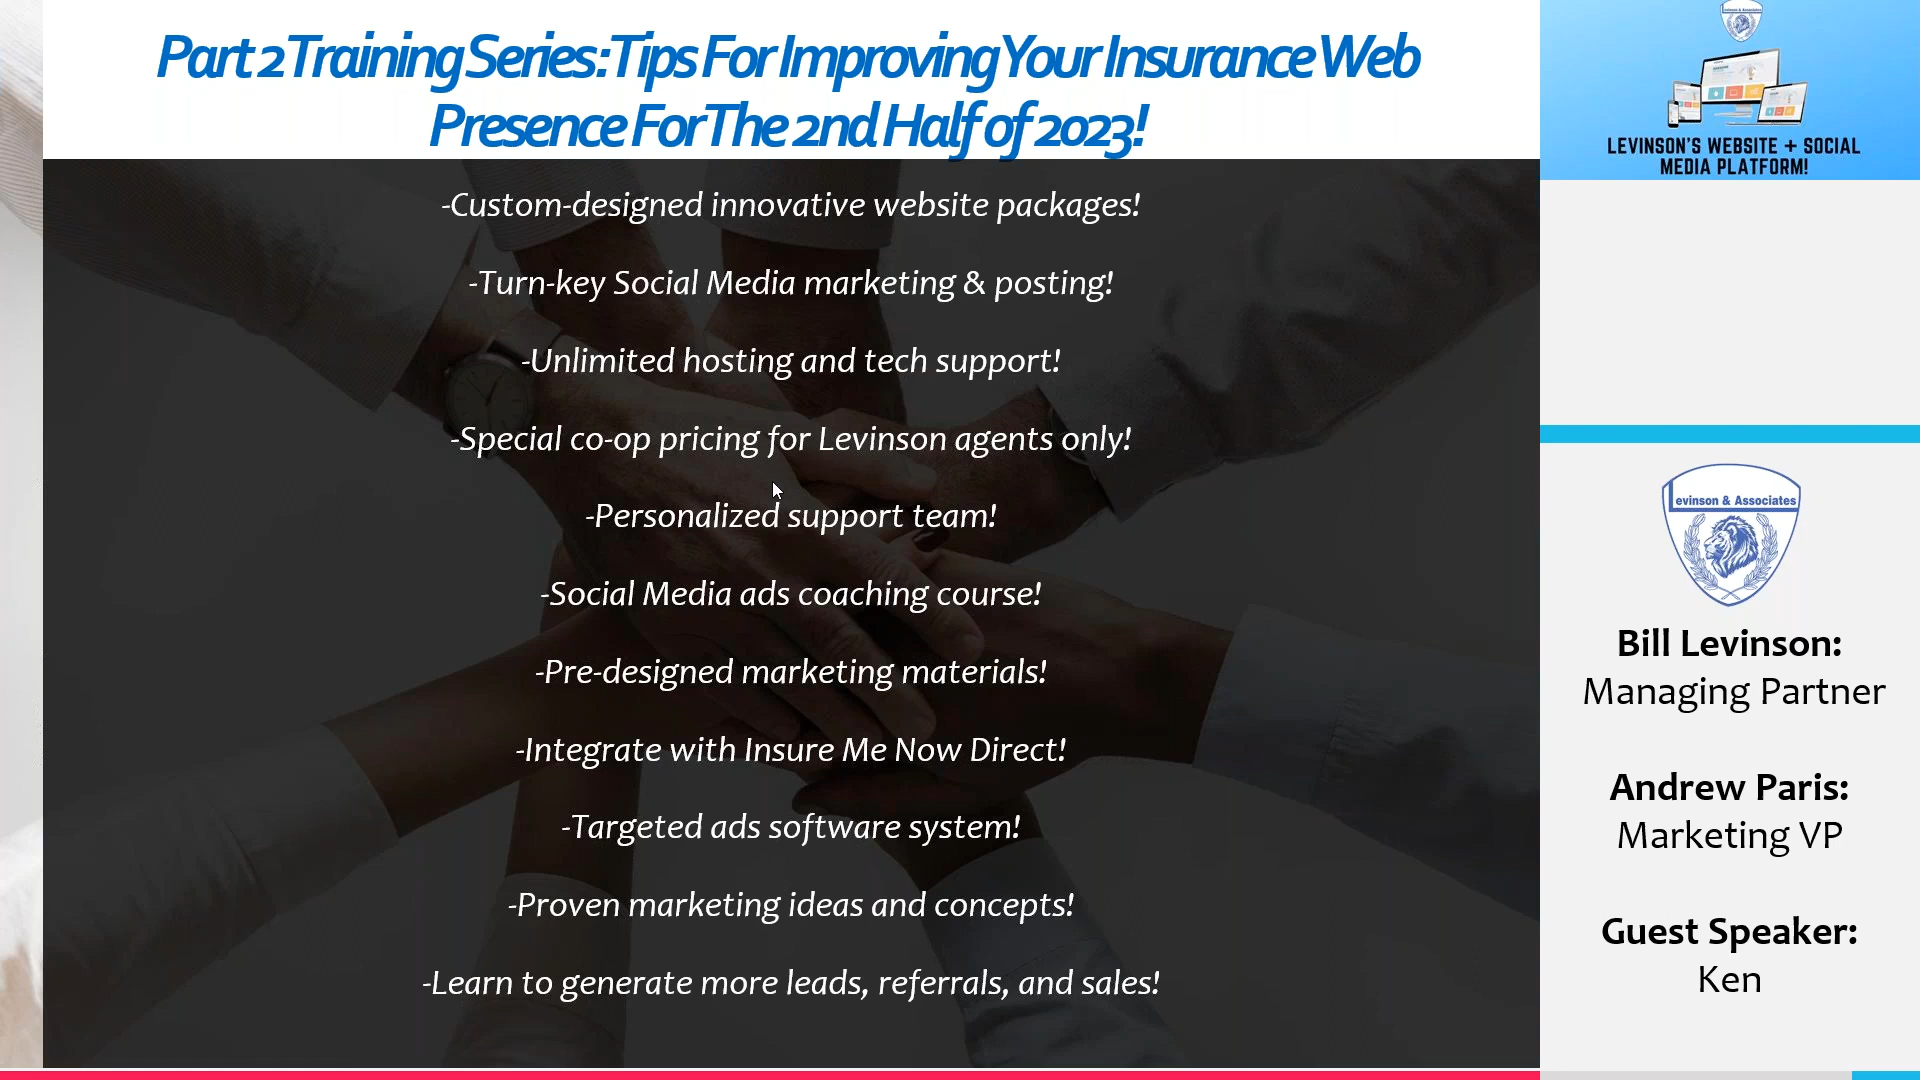 Part 2 Training Series: Tips For Improving Your Insurance Web
Presence For The 2nd Half of 2023!
-Custom-designed innovative website packages!
-Turn-key Social Media marketing & posting!
-Unlimited hosting and tech support!
-Special co-op pricing for Levinson agents only!
-Personalized support team!
-Social Media ads coaching course!
-Pre-designed marketing materials!
-Integrate with Insure Me Now Direct!
-Targeted ads software system!
-Proven marketing ideas and concepts!
-Learn to generate more leads, referrals, and sales!
Levinson & Associates
LEVINSON'S WEBSITE + SOCIAL
MEDIA PLATFORM!
Levinson & Associates
Bill Levinson:
Managing Partner
Andrew Paris:
Marketing VP
Guest Speaker:
Ken